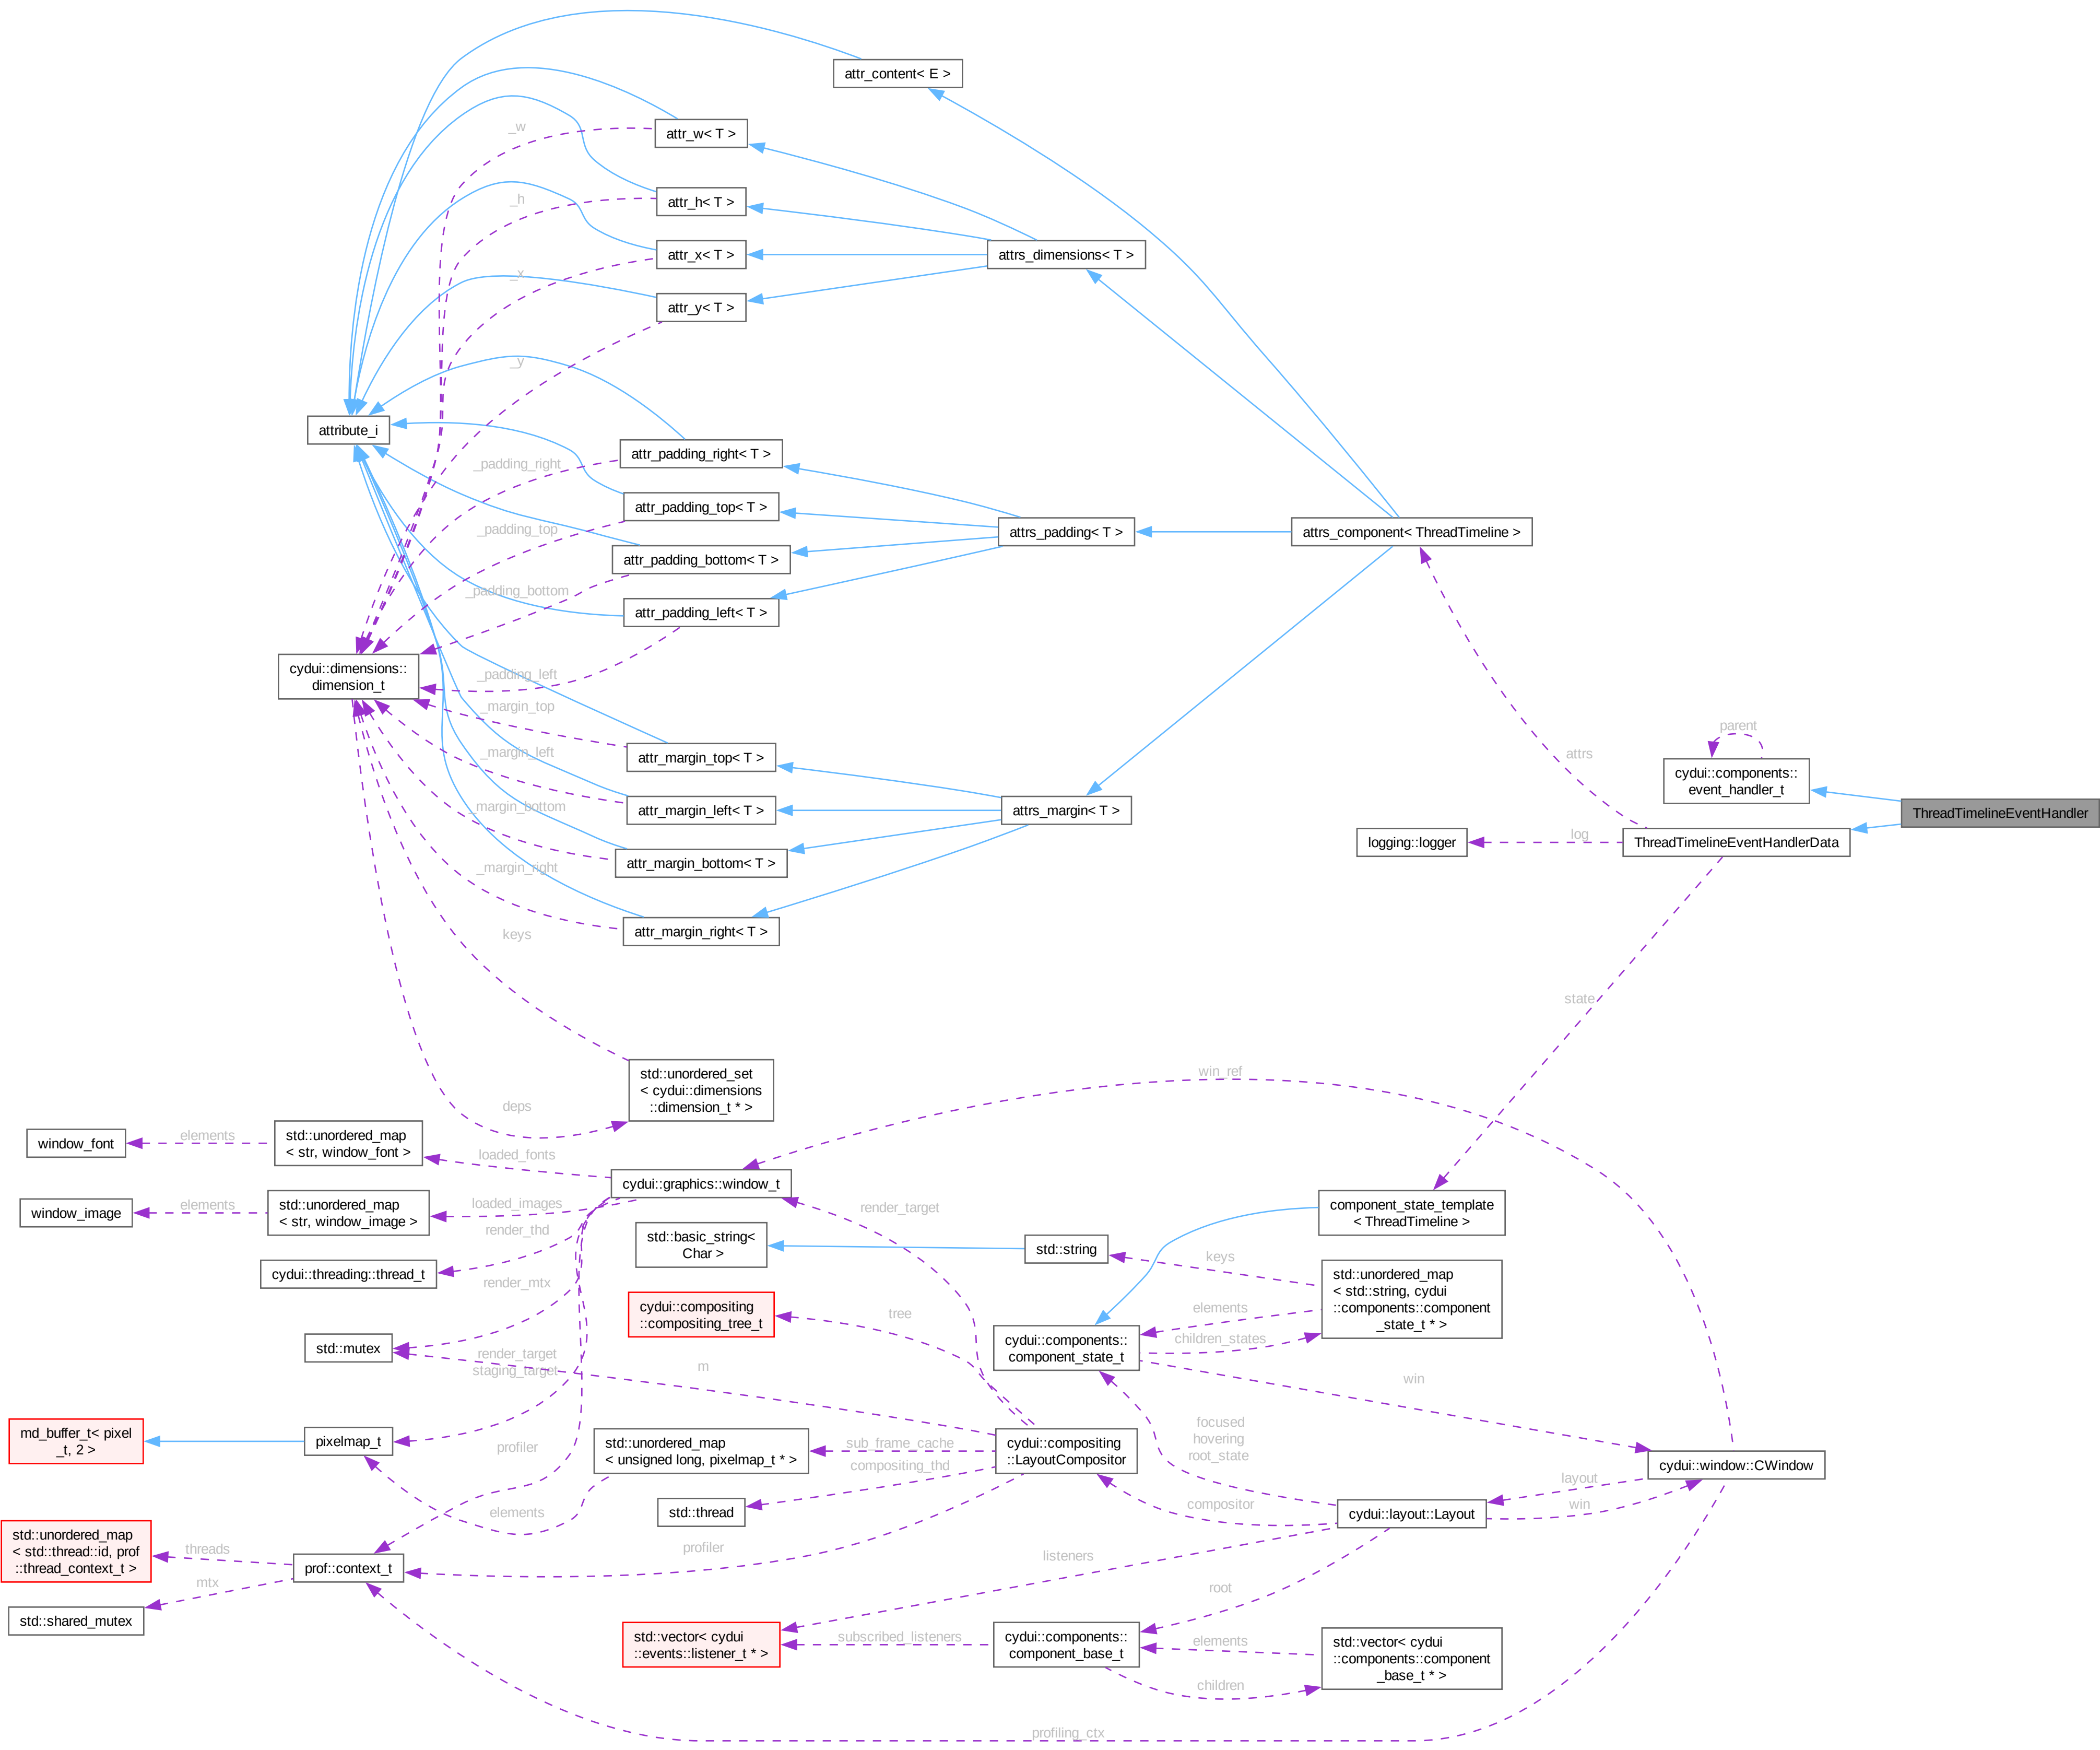 attr_content< E >
_w
attr_w< T >
_h
attr_h< T >
attr_x< T >
attrs_dimensions< T >
_x
attr_y< T >
_y
attribute_i
attr_padding_right< T >
_padding_right
attr_padding_top< T >
_padding_top
attrs_padding< T >
attrs_component< ThreadTimeline >
attr_padding_bottom< T >
_padding_bottom
attr_padding_left< T >
cydui::dimensions::
dimension_t
_padding_left
_margin_top
parent
_margin_left
attr_margin_top< T >
attrs
cydui::components::
event_handler_t
_margin_bottom
attr_margin_left< T >
attrs_margin< T >
ThreadTimelineEventHandler
log
logging::logger
ThreadTimelineEventHandlerData
attr_margin_bottom< T >
_margin_right
attr_margin_right< T >
keys
state
win_ref
std::unordered_set
< cydui::dimensions
::dimension_t * >
deps
window_font
elements
std::unordered_map
< str, window_font >
loaded_fonts
cydui::graphics::window_t
window_image
elements
std::unordered_map
< str, window_image >
loaded_images
render_target
component_state_template
< ThreadTimeline >
render_thd
std::basic_string<
Char >
std::string
keys
cydui::threading::thread_t
render_mtx
std::unordered_map
< std::string, cydui
::components::component
_state_t * >
cydui::compositing
::compositing_tree_t
tree
elements
children_states
cydui::components::
component_state_t
std::mutex
render_target
staging_target
m
win
md_buffer_t< pixel
_t, 2 >
pixelmap_t
profiler
std::unordered_map
< unsigned long, pixelmap_t * >
sub_frame_cache
compositing_thd
cydui::compositing
::LayoutCompositor
focused
hovering
root_state
cydui::window::CWindow
layout
win
elements
std::thread
compositor
cydui::layout::Layout
std::unordered_map
< std::thread::id, prof
::thread_context_t >
threads
prof::context_t
profiler
listeners
mtx
std::shared_mutex
root
std::vector< cydui
::events::listener_t * >
subscribed_listeners
cydui::components::
component_base_t
elements
children
std::vector< cydui
::components::component
_base_t * >
profiling_ctx